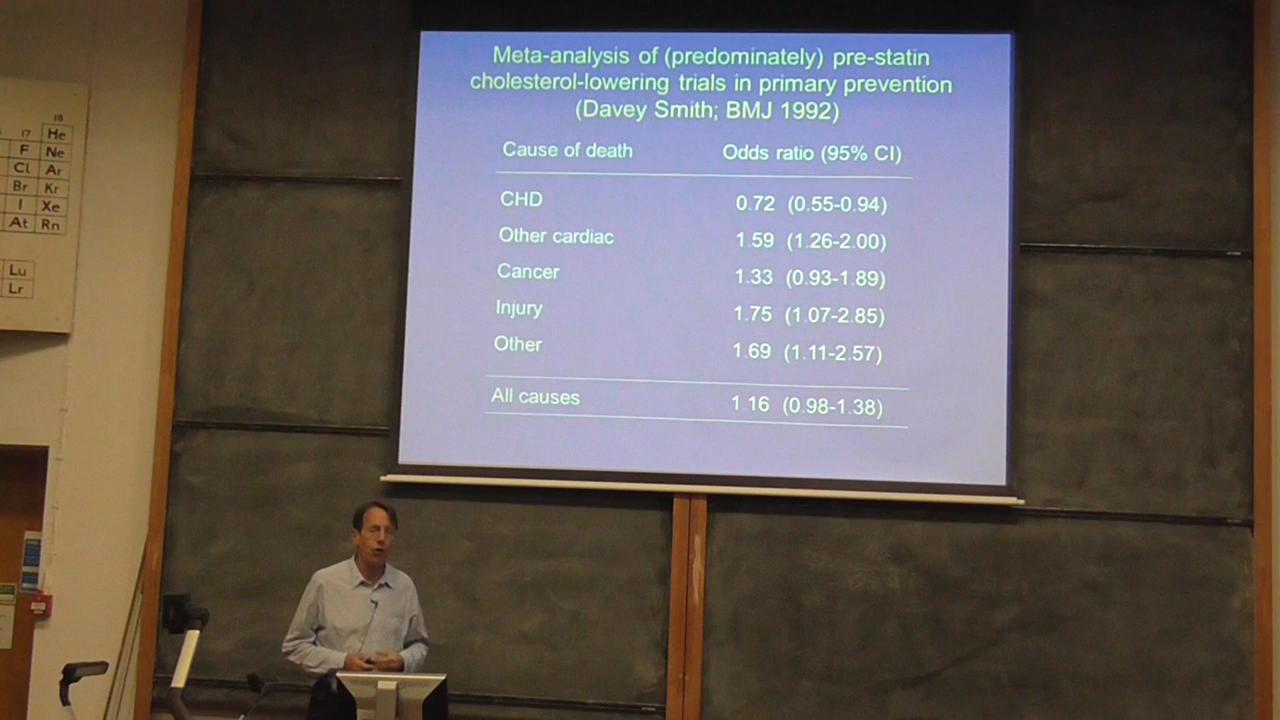 Meta-analysis of (predominately) pre-statin
cholesterol-lowering trials in primary prevention
(Davey Smith; BMJ 1992)
Cause of death Odds ratio (95% CI)
CHD 0.72 (0.55-0.94)
Other cardiac 1.59 (1.26-2.00)
Cancer 1.33 (0.93-1.89)
Injury 1.75 (1.07-2.85)
Other 1.69 (1.11-2.57)
All causes 1.16 (0.98-1.38)
18
17 He
F Ne
Cl Ar
Br Kr
I Xe
At Rn
Lu
Lr